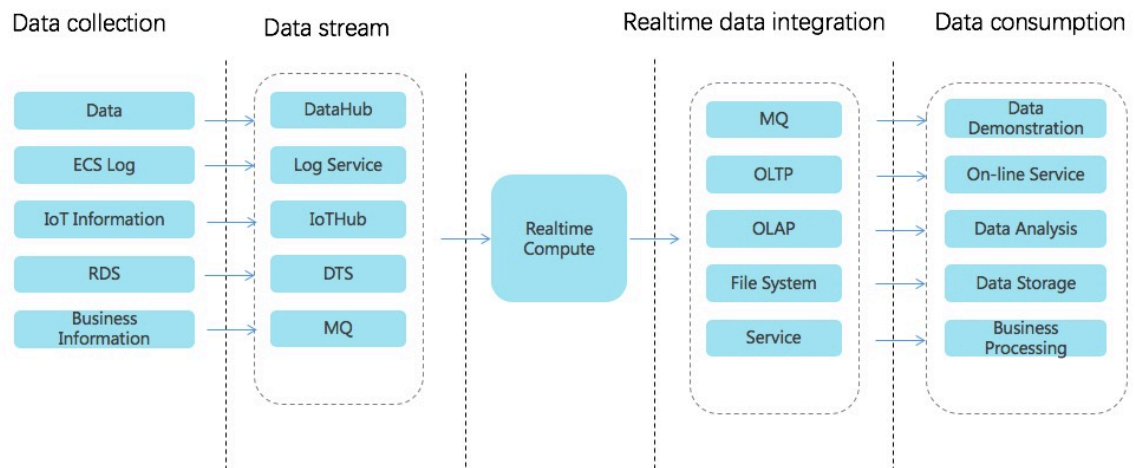 Data collection
Data stream
Realtime data integration
Data consumption
Data
ECS Log
IoT Information
RDS
Business
Information
DataHub
Log Service
IoTHub
DTS
MQ
Realtime
Compute
MQ
OLTP
OLAP
File System
Service
Data
Demonstration
On-line Service
Data Analysis
Data Storage
Business
Processing